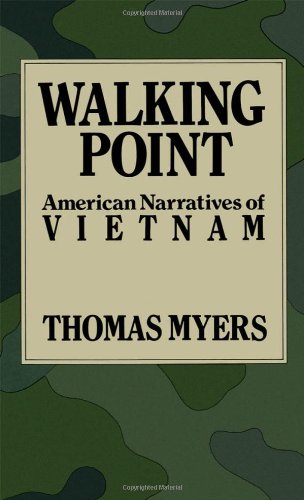 WALKING
POINT
American Narratives of
VIETNAM
THOMAS MYERS